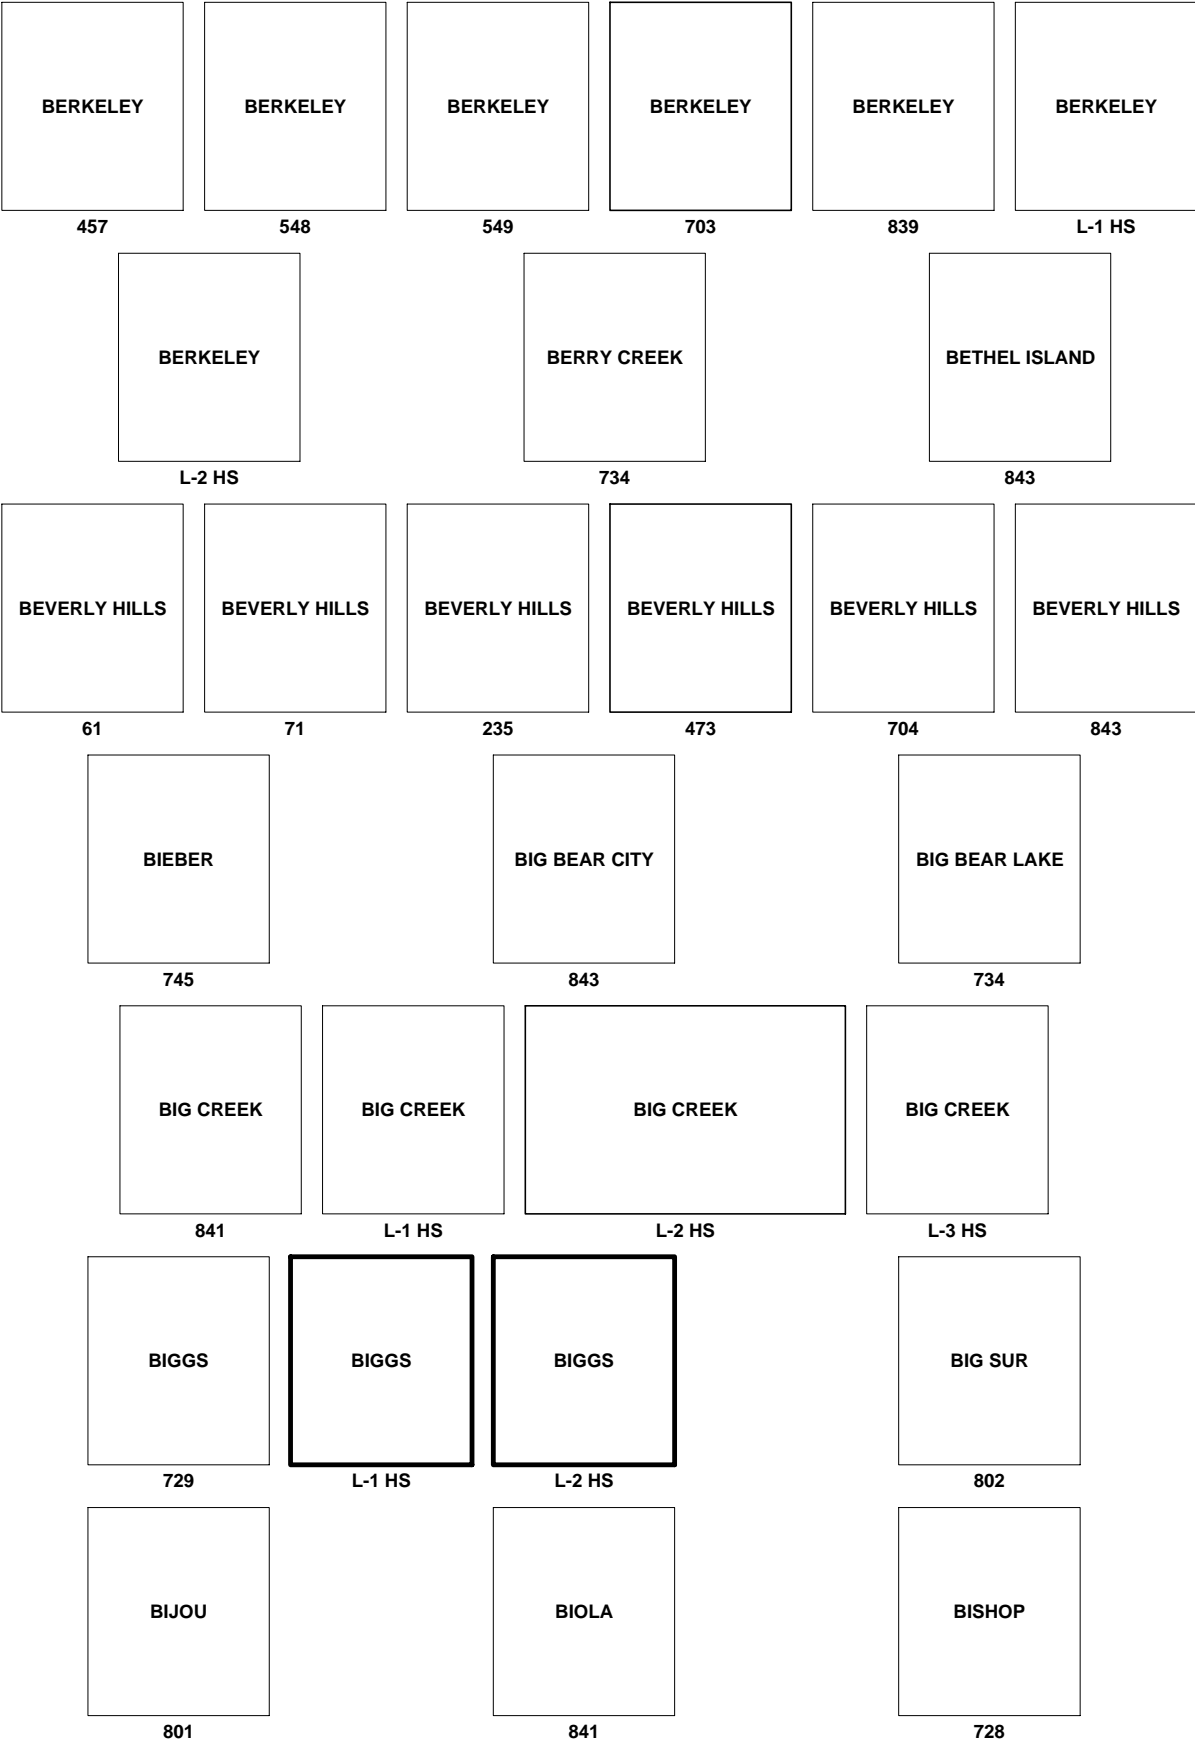 BERKELEY BERKELEY BERKELEY BERKELEY BERKELEY BERKELEY
457 548 549 703 839 L-1 HS
BERKELEY BERRY CREEK BETHEL ISLAND
L-2 HS 734 843
BEVERLY HILLS BEVERLY HILLS BEVERLY HILLS BEVERLY HILLS BEVERLY HILLS BEVERLY HILLS
61 71 235 473 704 843
BIEBER BIG BEAR CITY BIG BEAR LAKE
745 843 734
BIG CREEK BIG CREEK BIG CREEK BIG CREEK
841 L-1 HS L-2 HS L-3 HS
BIGGS BIGGS BIGGS BIG SUR
729 L-1 HS L-2 HS 802
BIJOU BIOLA BISHOP
801 841 728